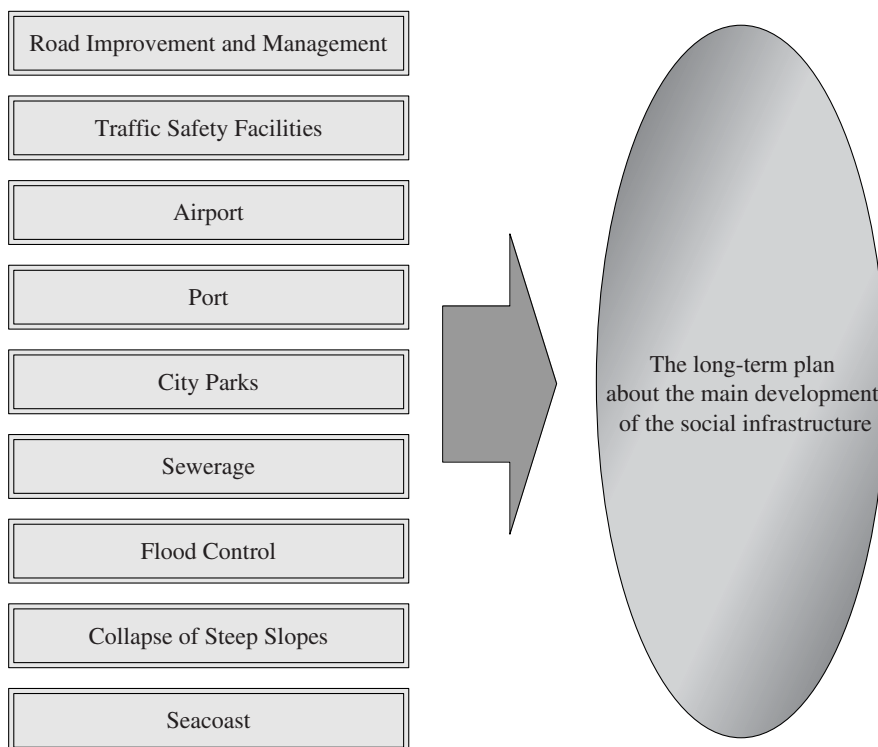 Road Improvement and Management
Traffic Safety Facilities
Airport
Port
City Parks
Sewerage
Flood Control
Collapse of Steep Slopes
Seacoast
The long-term plan
about the main development
of the social infrastructure